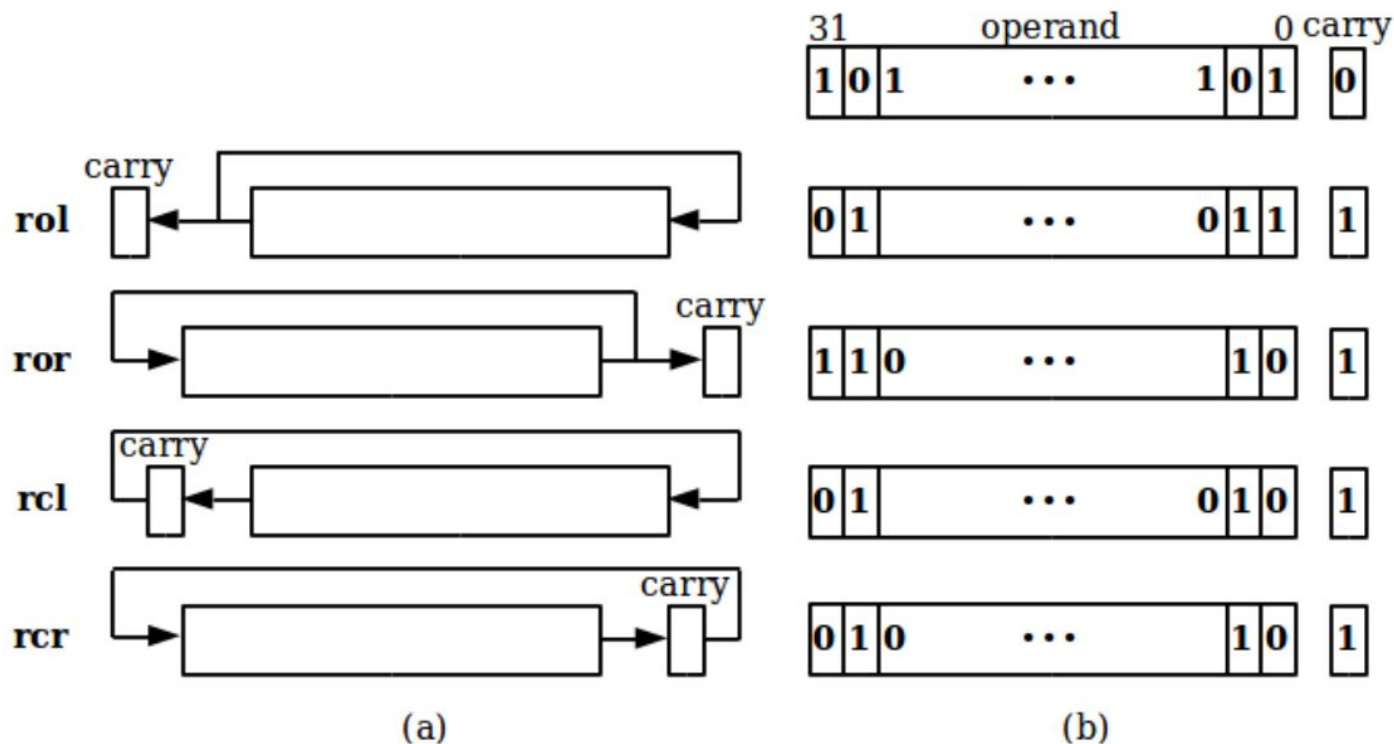 31 operand 0 carry
1 0 1 ••• 1 0 1 0
carry
rol 0 1 ••• 0 1 1 1
carry
ror 1 1 0 ••• 1 0 1
carry
rcl 0 1 ••• 0 1 0 1
carry
rcr 0 1 0 ••• 1 0 1
(a) (b)